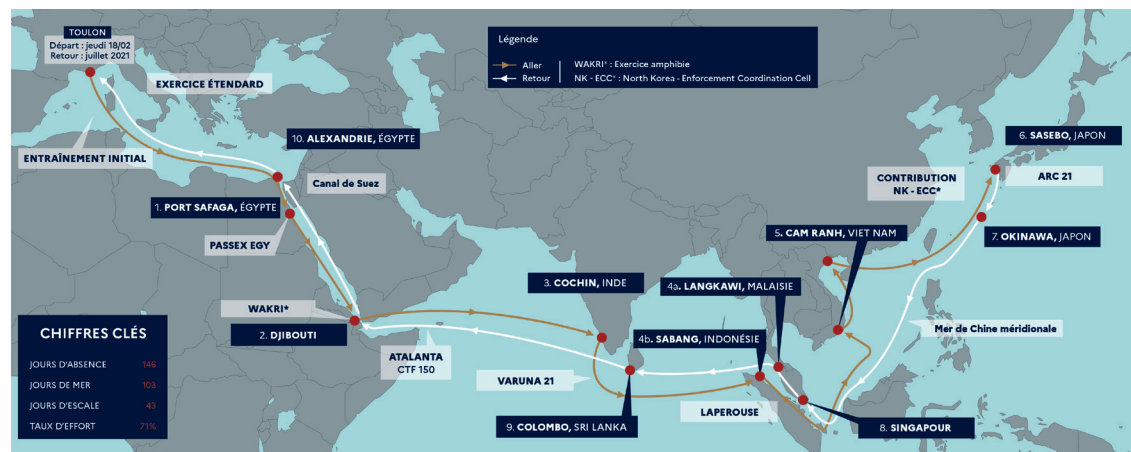 TOULON
Départ : jeudi 18/02
Retour : juillet 2021
EXERCICE ÉTENDARD
ENTRAÎNEMENT INITIAL
Légende
Aller
Retour
WAKRI* : Exercice amphibie
NK - ECC* : North Korea - Enforcement Coordination Cell
10. ALEXANDRIE, ÉGYPTE
Canal de Suez
1. PORT SAFAGA, ÉGYPTE
PASSEX EGY
WAKRI*
2. DJIBOUTI
ATALANTA
CTF 150
3. COCHIN, INDE
VARUNA 21
9. COLOMBO, SRI LANKA
4a. LANGKAWI, MALAISIE
4b. SABANG, INDONÉSIE
LAPEROUSE
5. CAM RANH, VIET NAM
CONTRIBUTION
NK - ECC*
6. SASEBO, JAPON
ARC 21
7. OKINAWA, JAPON
Mer de Chine méridionale
8. SINGAPOUR
CHIFFRES CLÉS
JOURS D'ABSENCE 146
JOURS DE MER 103
JOURS D'ESCALE 43
TAUX D'EFFORT 71%